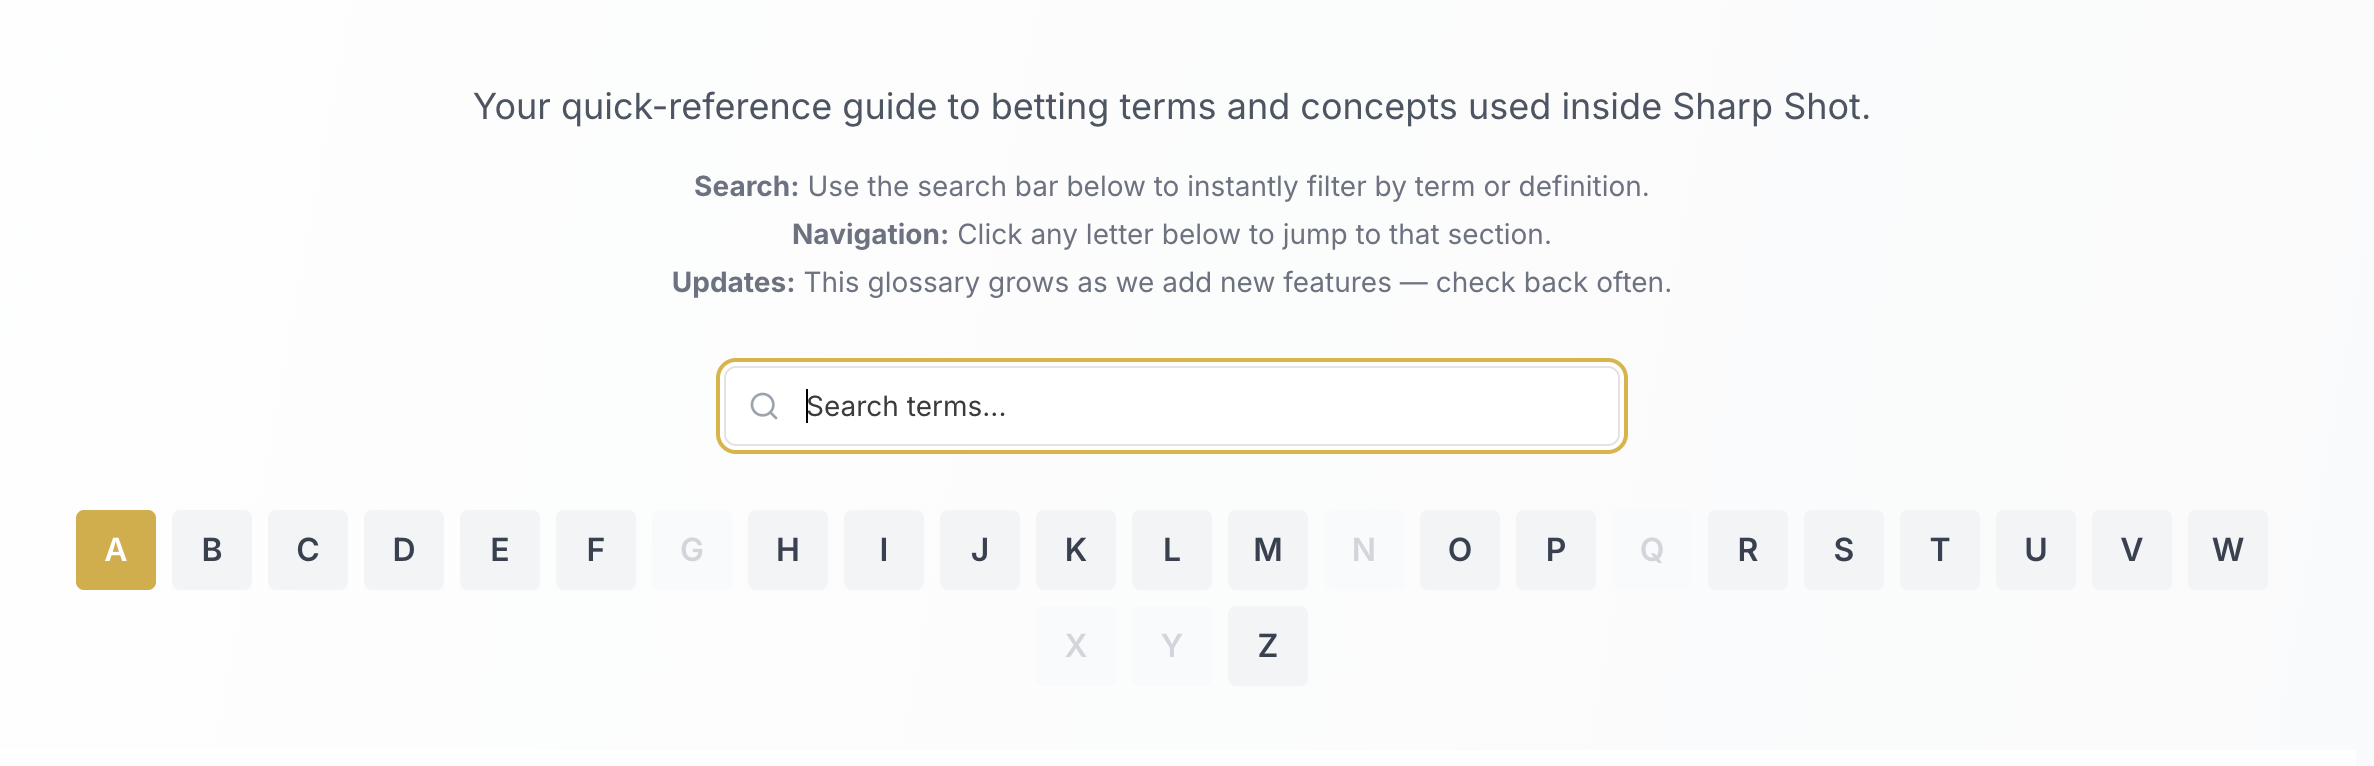 Your quick-reference guide to betting terms and concepts used inside Sharp Shot.
Search: Use the search bar below to instantly filter by term or definition.
Navigation: Click any letter below to jump to that section.
Updates: This glossary grows as we add new features — check back often.
Search terms...
A B C D E F G H I J K L M N O P Q R S T U V W
X Y Z